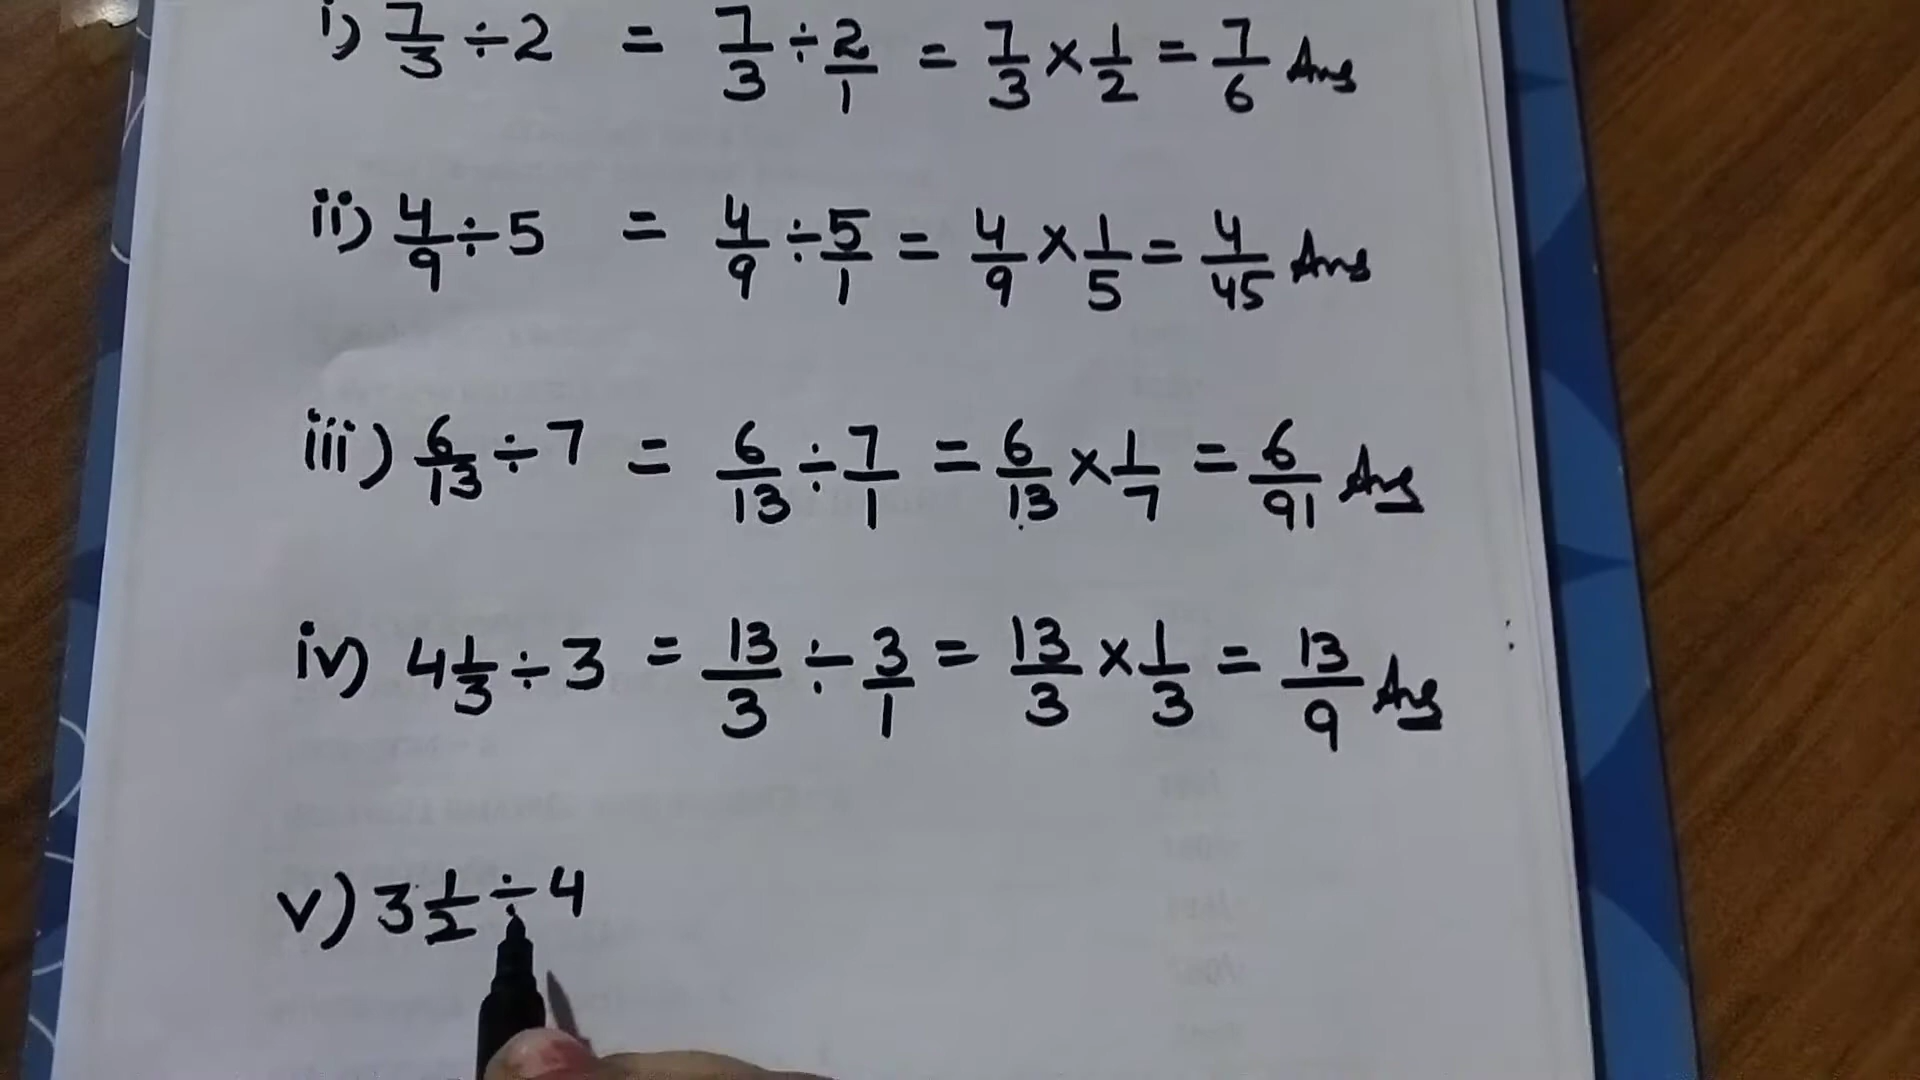 i) 7/3 ÷ 2 = 7/3 ÷ 2/1 = 7/3 × 1/2 = 7/6 Ans
ii) 4/9 ÷ 5 = 4/9 ÷ 5/1 = 4/9 × 1/5 = 4/45 Ans
iii) 6/13 ÷ 7 = 6/13 ÷ 7/1 = 6/13 × 1/7 = 6/91 Ans
iv) 4 1/3 ÷ 3 = 13/3 ÷ 3/1 = 13/3 × 1/3 = 13/9 Ans
v) 3 1/2 ÷ 4